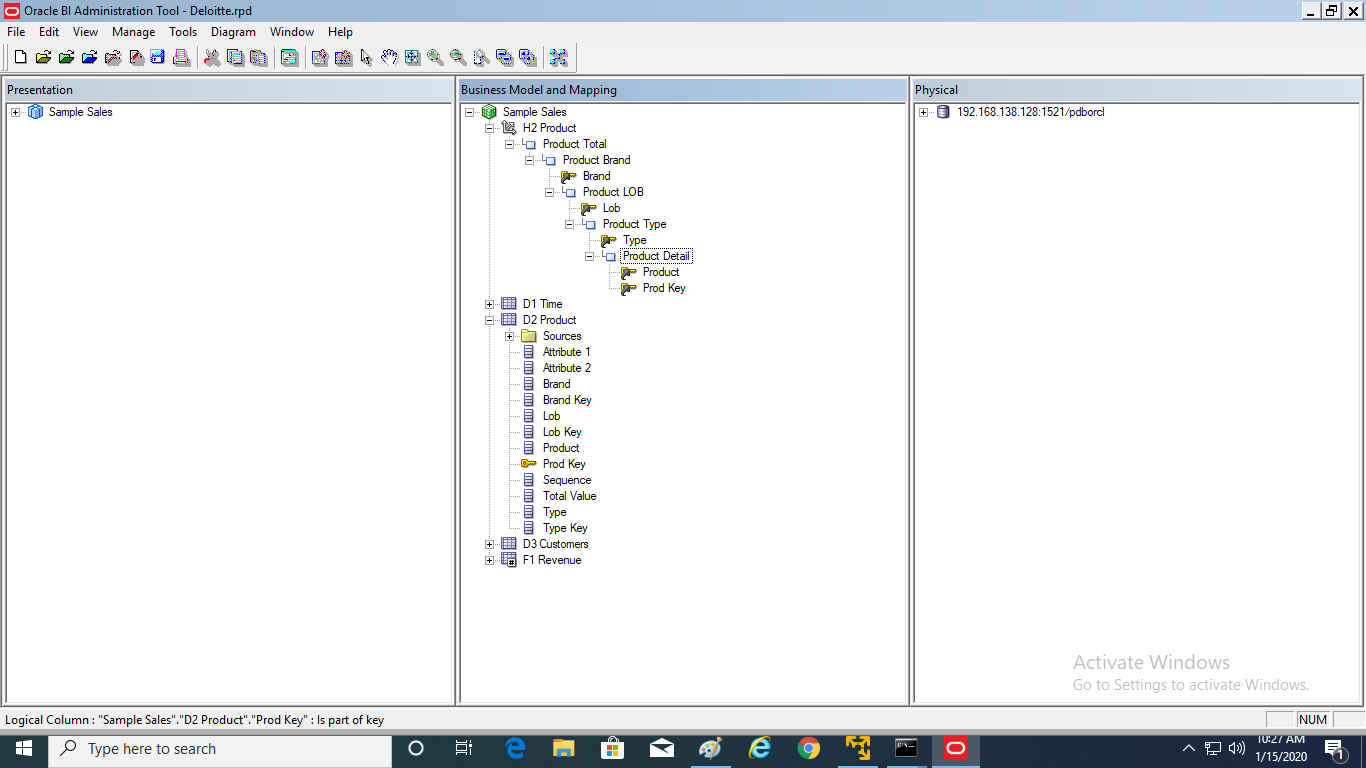 Oracle BI Administration Tool - Deloitte.rpd
File Edit View Manage Tools Diagram Window Help
Presentation
Sample Sales
Business Model and Mapping
Sample Sales
H2 Product
Product Total
Product Brand
Brand
Product LOB
Lob
Product Type
Type
Product Detail
Product
Prod Key
D1 Time
D2 Product
Sources
Attribute 1
Attribute 2
Brand
Brand Key
Lob
Lob Key
Product
Prod Key
Sequence
Total Value
Type
Type Key
D3 Customers
F1 Revenue
Physical
192.168.138.128:1521/pdborcl
Activate Windows
Go to Settings to activate Windows.
Logical Column : "Sample Sales"."D2 Product"."Prod Key" : Is part of key
NUM
Type here to search
10:27 AM
1/15/2020
1